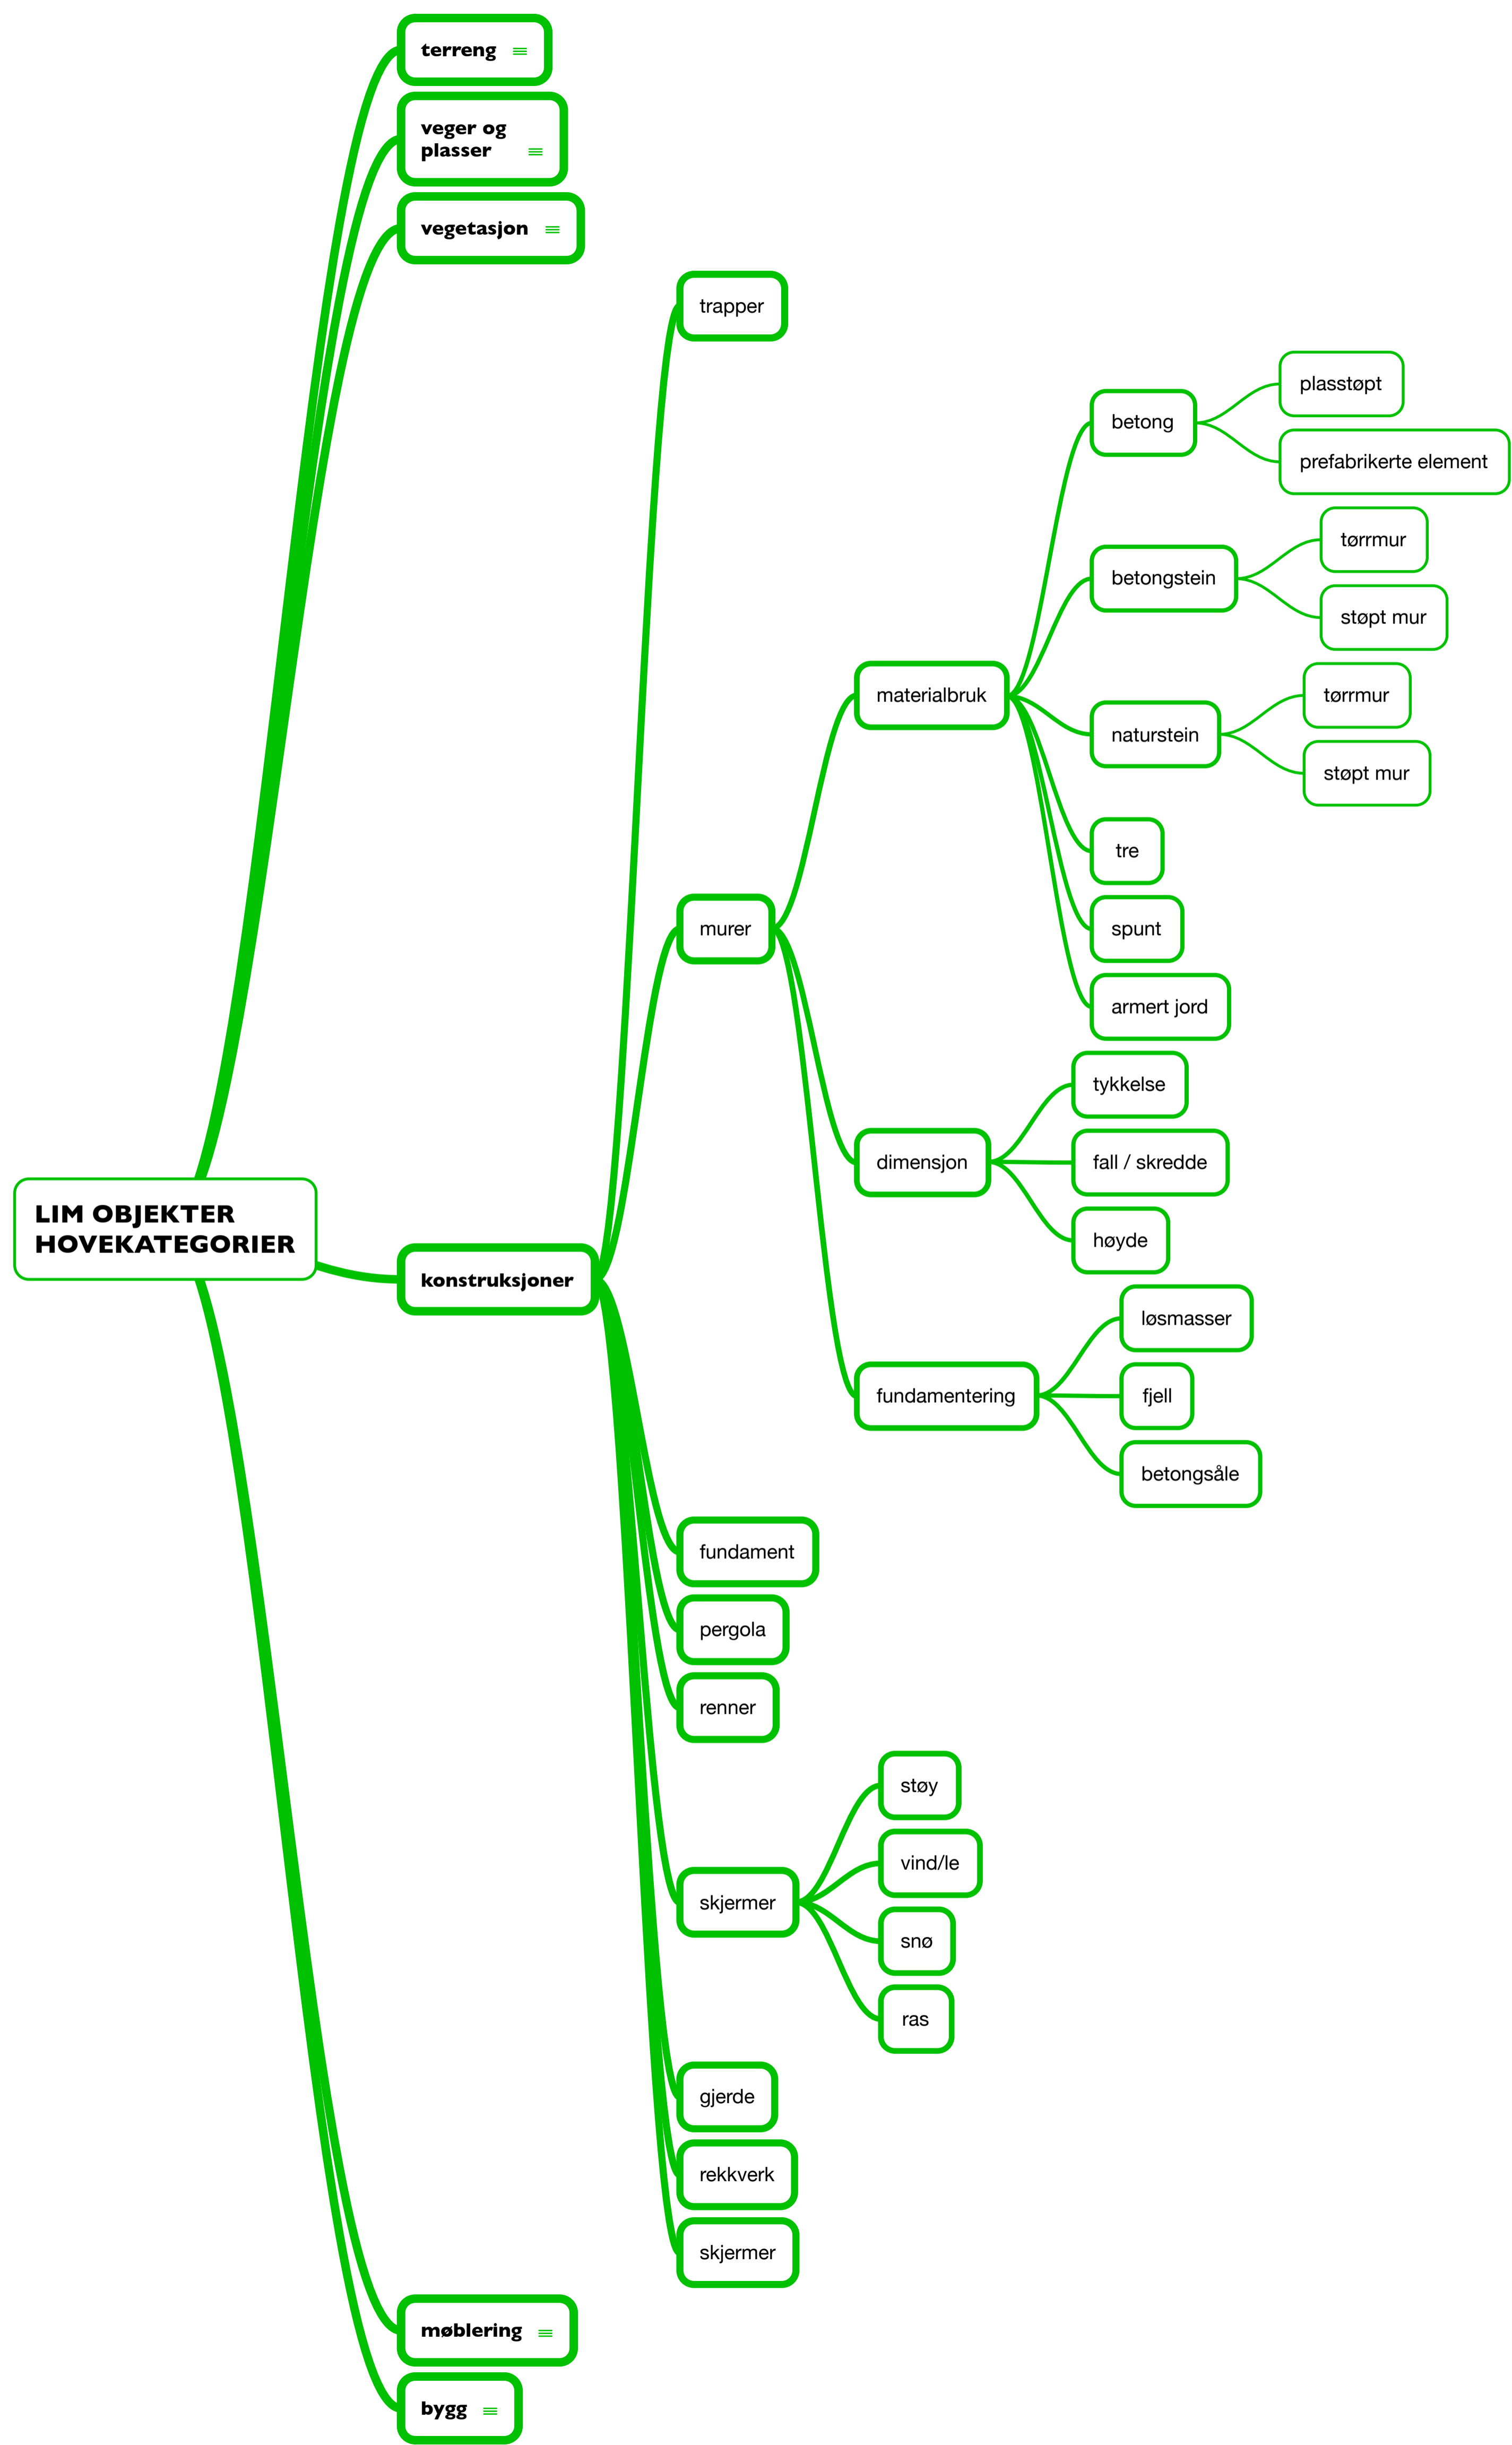 terreng
veger og
plasser
vegetasjon
trapper
plasstøpt
betong
prefabrikerte element
tørrmur
betongstein
støpt mur
materialbruk
tørrmur
naturstein
støpt mur
tre
murer
spunt
armert jord
tykkelse
dimensjon
fall / skredde
høyde
LIM OBJEKTER
HOVEKATEGORIER
konstruksjoner
løsmasser
fundamentering
fjell
betongsåle
fundament
pergola
renner
støy
vind/le
skjermer
snø
ras
gjerde
rekkverk
skjermer
møblering
bygg